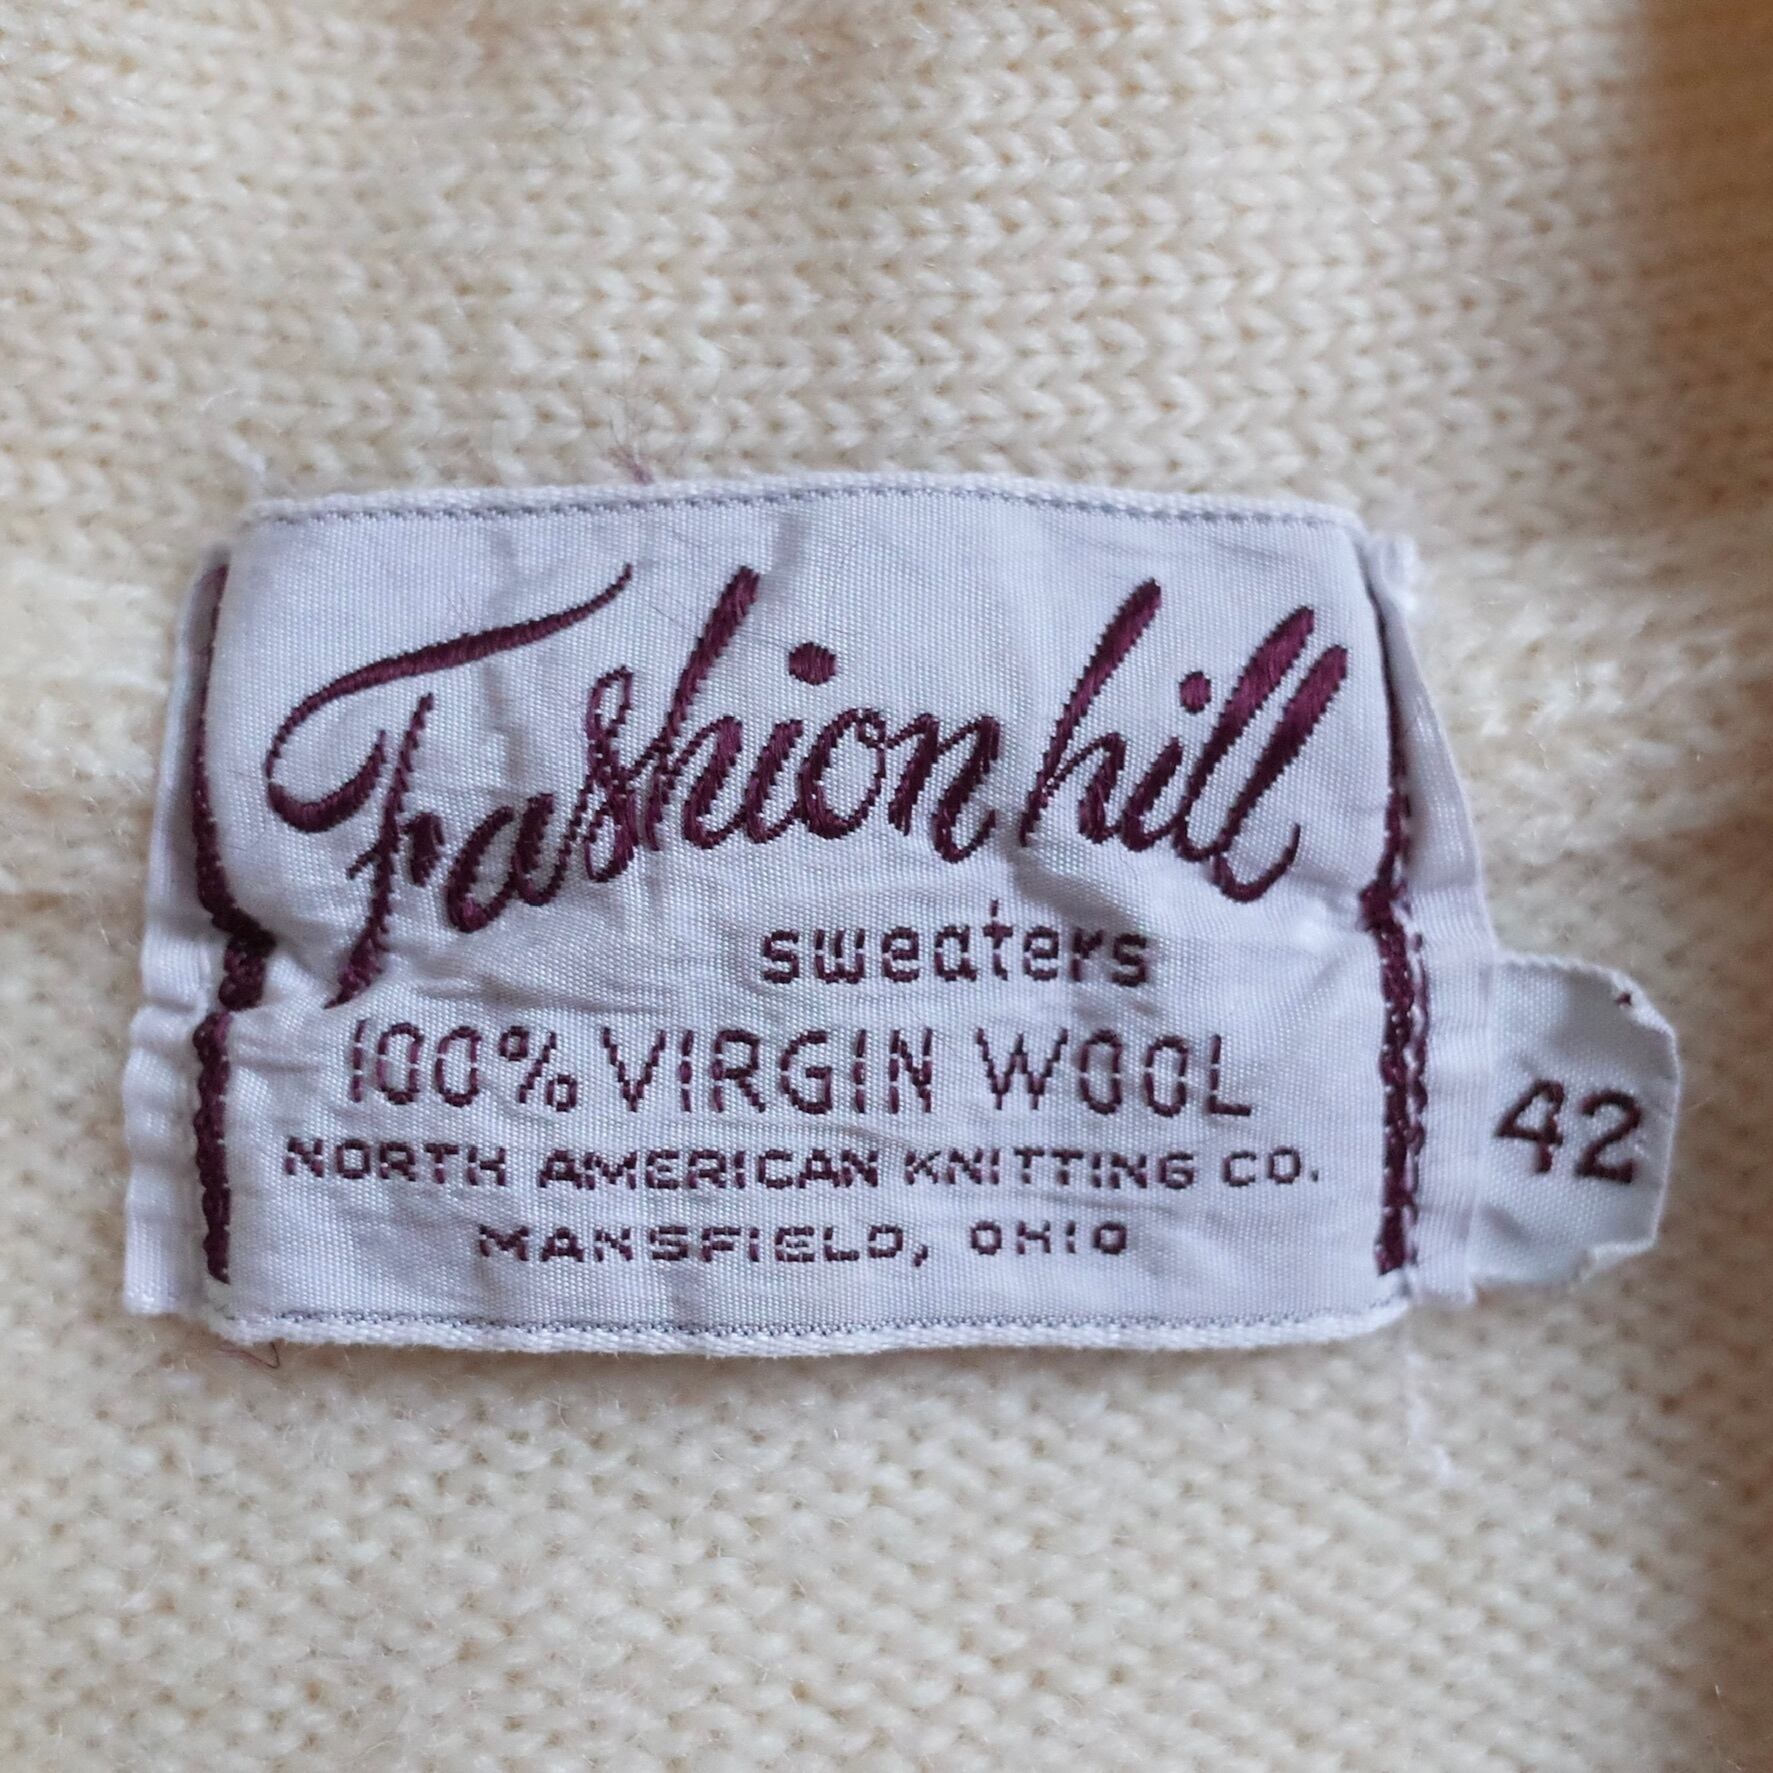 Fashion hill
sweaters
100% VIRGIN WOOL
NORTH AMERICAN KNITTING CO.
MANSFIELD, OHIO
42